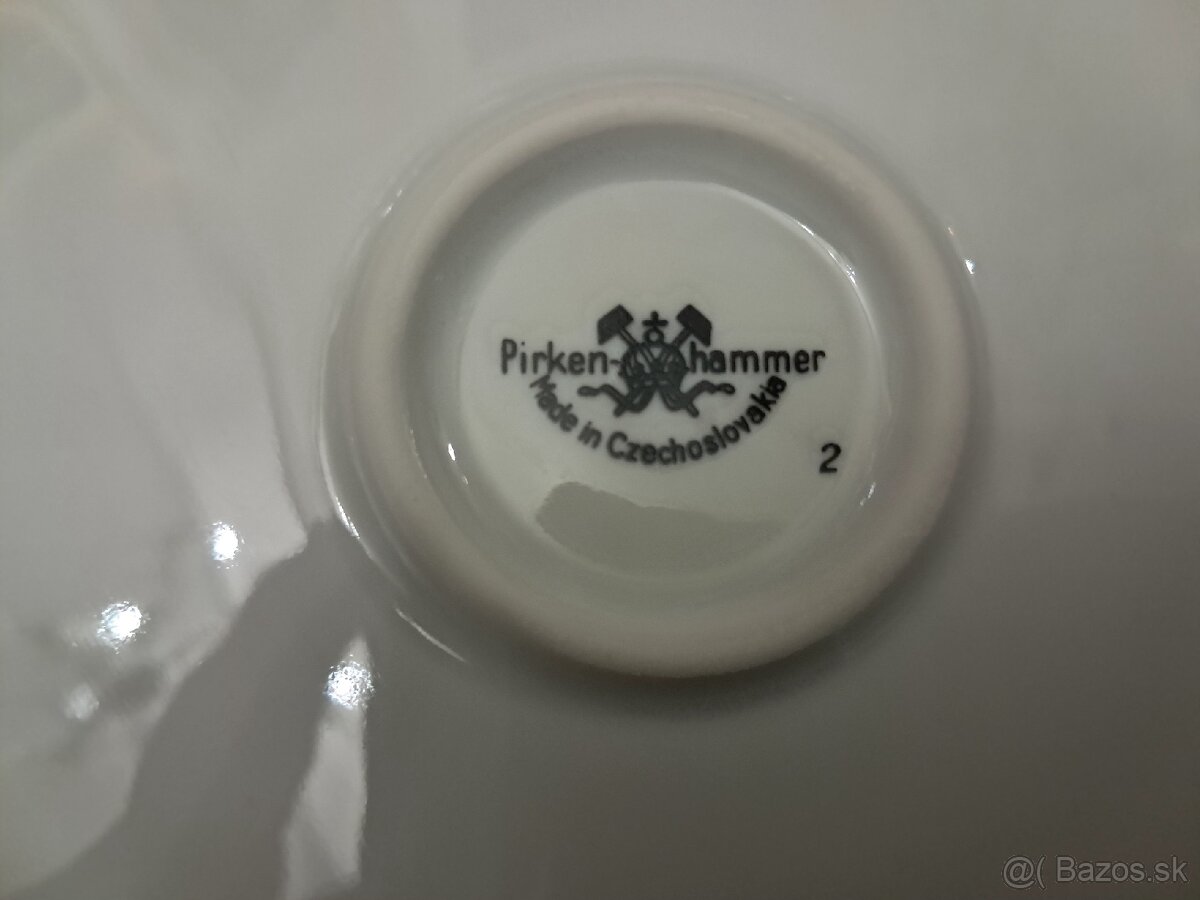 Pirken-hammer
Made in Czechoslovakia
2
@( Bazos.sk